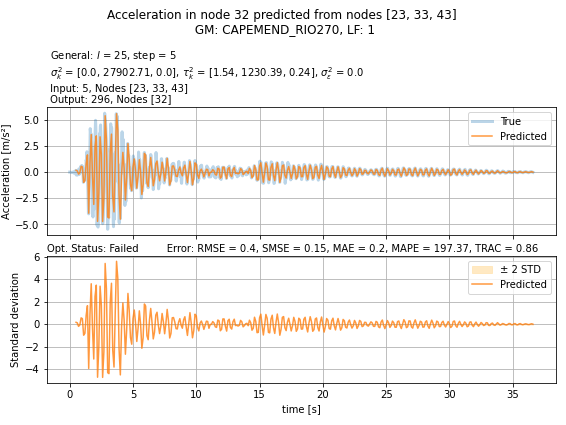 Acceleration in node 32 predicted from nodes [23, 33, 43]
GM: CAPEMEND_RIO270, LF: 1
General: l = 25, step = 5
σ²ₖ = [0.0, 27902.71, 0.0], τ²ₖ = [1.54, 1230.39, 0.24], σ²ε = 0.0
Input: 5, Nodes [23, 33, 43]
Output: 296, Nodes [32]
5.0
2.5
0.0
−2.5
−5.0
Acceleration [m/s²]
True
Predicted
Opt. Status: Failed
Error: RMSE = 0.4, SMSE = 0.15, MAE = 0.2, MAPE = 197.37, TRAC = 0.86
6
4
2
0
−2
−4
Standard deviation
± 2 STD
Predicted
0 5 10 15 20 25 30 35
time [s]